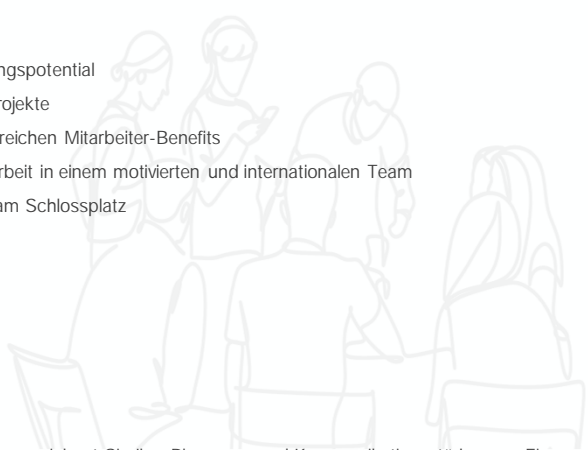 ngspotential
rojekte
reichen Mitarbeiter-Benefits
rbeit in einem motivierten und internationalen Team
am Schlossplatz